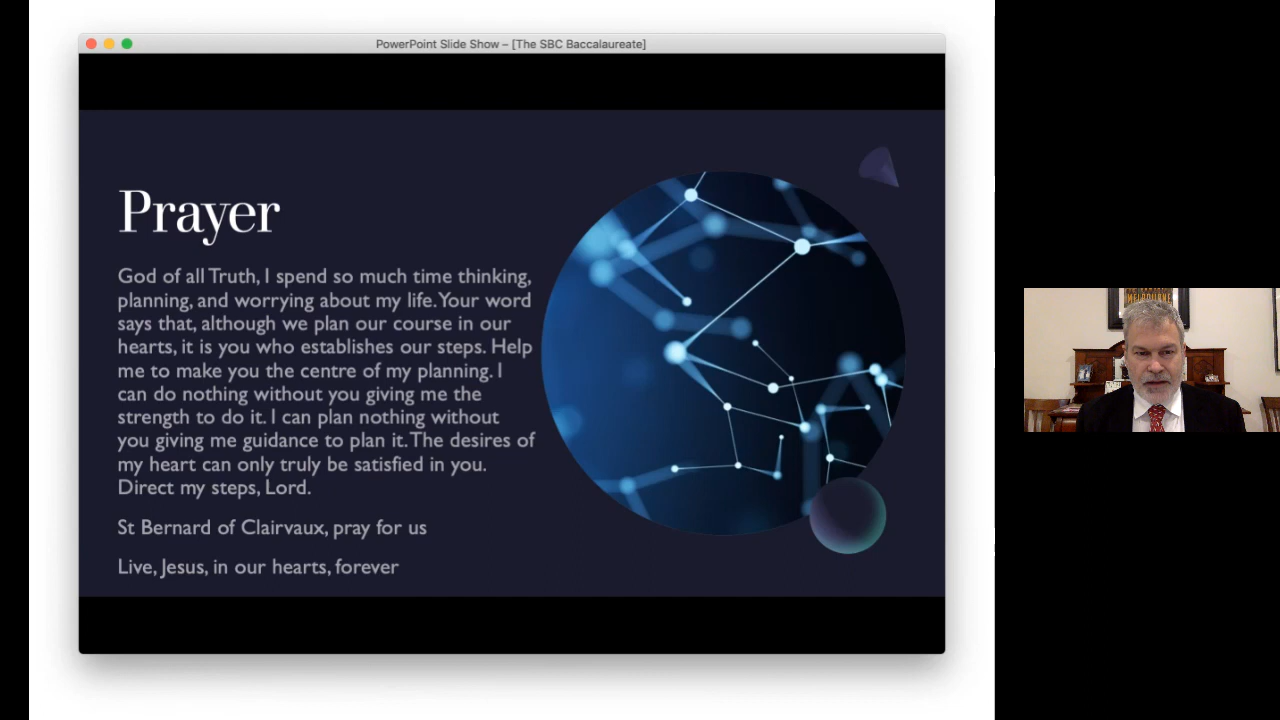 PowerPoint Slide Show – [The SBC Baccalaureate]
Prayer
God of all Truth, I spend so much time thinking,
planning, and worrying about my life. Your word
says that, although we plan our course in our
hearts, it is you who establishes our steps. Help
me to make you the centre of my planning. I
can do nothing without you giving me the
strength to do it. I can plan nothing without
you giving me guidance to plan it. The desires of
my heart can only truly be satisfied in you.
Direct my steps, Lord.
St Bernard of Clairvaux, pray for us
Live, Jesus, in our hearts, forever
MELBOURNE